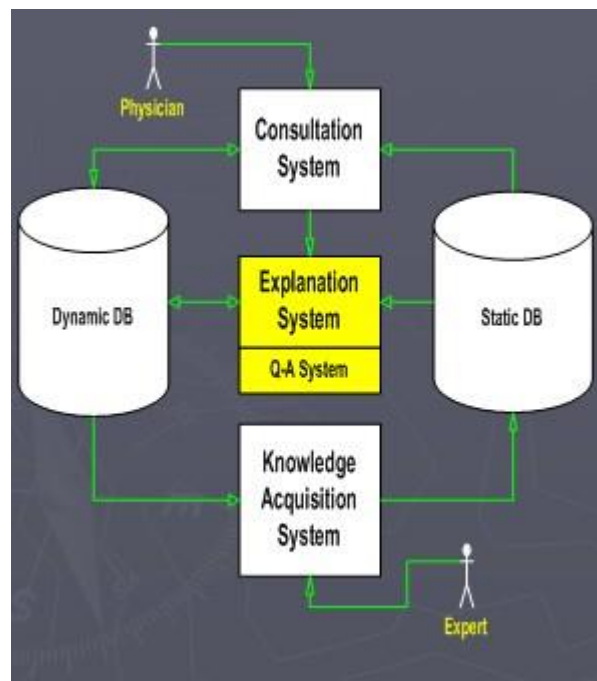 Physician
Consultation
System
Explanation
System
Q-A System
Dynamic DB
Static DB
Knowledge
Acquisition
System
Expert